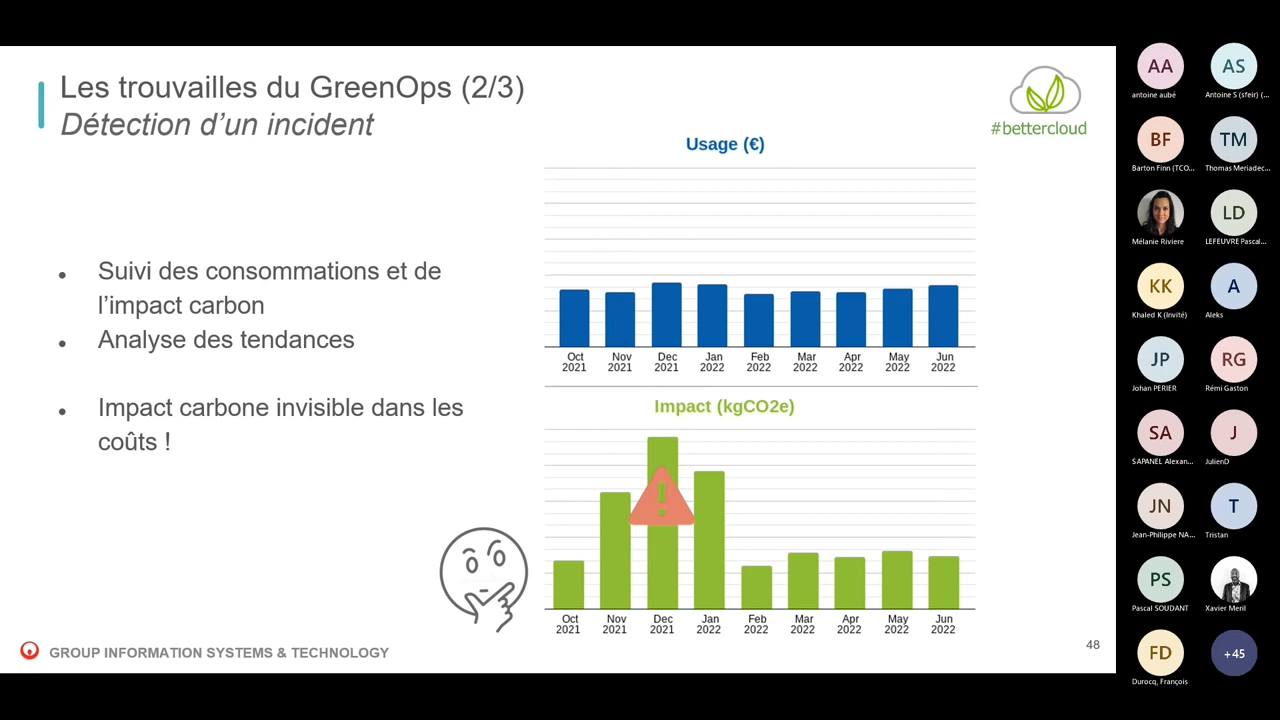 Les trouvailles du GreenOps (2/3)
Détection d’un incident
#bettercloud
Suivi des consommations et de
l’impact carbon
Analyse des tendances
Impact carbone invisible dans les
coûts !
Usage (€)
Oct Nov Dec Jan Feb Mar Apr May Jun
2021 2021 2021 2022 2022 2022 2022 2022 2022
Impact (kgCO2e)
!
Oct Nov Dec Jan Feb Mar Apr May Jun
2021 2021 2021 2022 2022 2022 2022 2022 2022
GROUP INFORMATION SYSTEMS & TECHNOLOGY
48
AA AS
antoine aubé Antoine S (sfeir) (...
BF TM
Barton Finn (TCO... Thomas Meriadec...
LD
Mélanie Riviere LEFEUVRE Pascal...
KK A
Khaled K (Invité) Aleks
JP RG
Johan PERIER Rémi Gaston
SA J
SAPANEL Alexan... JulienD
JN T
Jean-Philippe NA... Tristan
PS
Pascal SOUDANT Xavier Meril
FD +45
Durocq, François